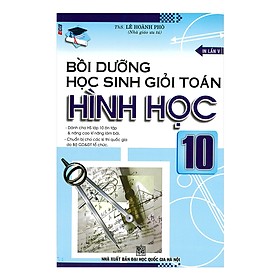 ThS. LÊ HOÀNH PHÒ
(Nhà giáo ưu tú)
IN LẦN V
BỒI DƯỠNG
HỌC SINH GIỎI TOÁN
HÌNH HỌC
10
- Dành cho HS lớp 10 ôn tập
& nâng cao kĩ năng làm bài.
- Chuẩn bị cho các kì thi quốc gia
do Bộ GD&ĐT tổ chức.
NHÀ XUẤT BẢN ĐẠI HỌC QUỐC GIA HÀ NỘI